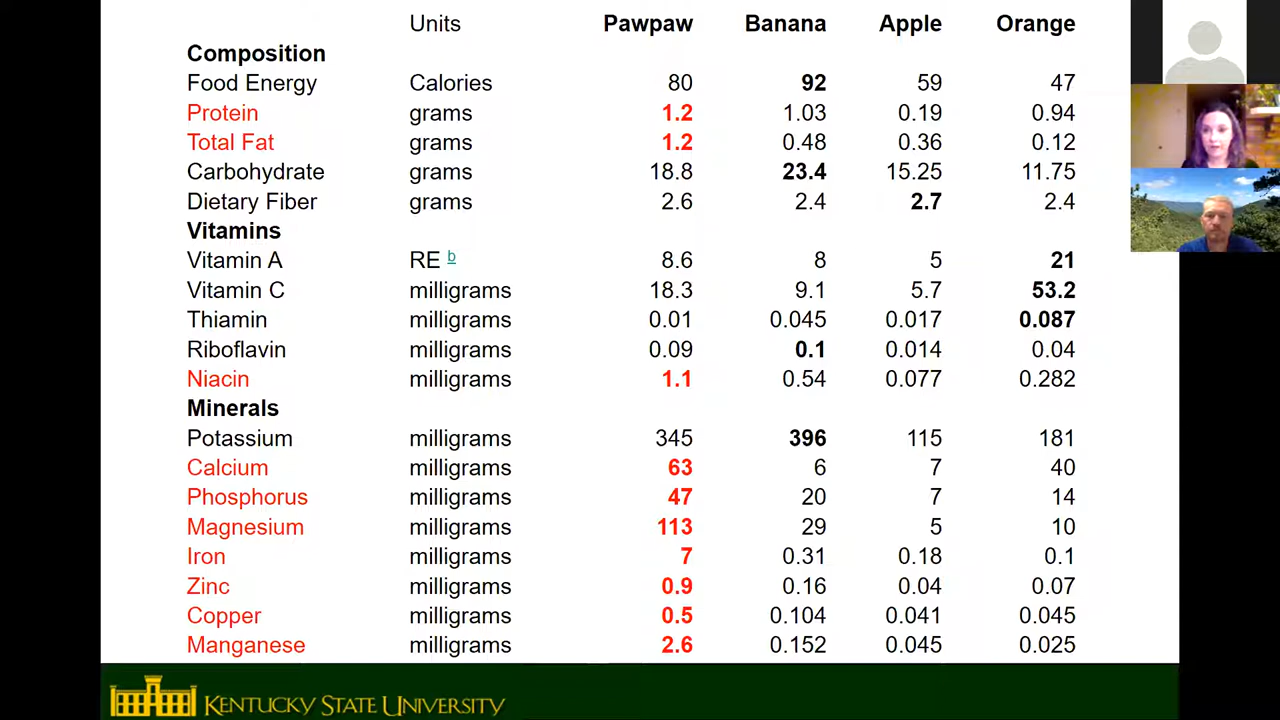 Units Pawpaw Banana Apple Orange
Composition
Food Energy Calories 80 92 59 47
Protein grams 1.2 1.03 0.19 0.94
Total Fat grams 1.2 0.48 0.36 0.12
Carbohydrate grams 18.8 23.4 15.25 11.75
Dietary Fiber grams 2.6 2.4 2.7 2.4
Vitamins
Vitamin A RE b 8.6 8 5 21
Vitamin C milligrams 18.3 9.1 5.7 53.2
Thiamin milligrams 0.01 0.045 0.017 0.087
Riboflavin milligrams 0.09 0.1 0.014 0.04
Niacin milligrams 1.1 0.54 0.077 0.282
Minerals
Potassium milligrams 345 396 115 181
Calcium milligrams 63 6 7 40
Phosphorus milligrams 47 20 7 14
Magnesium milligrams 113 29 5 10
Iron milligrams 7 0.31 0.18 0.1
Zinc milligrams 0.9 0.16 0.04 0.07
Copper milligrams 0.5 0.104 0.041 0.045
Manganese milligrams 2.6 0.152 0.045 0.025
KENTUCKY STATE UNIVERSITY